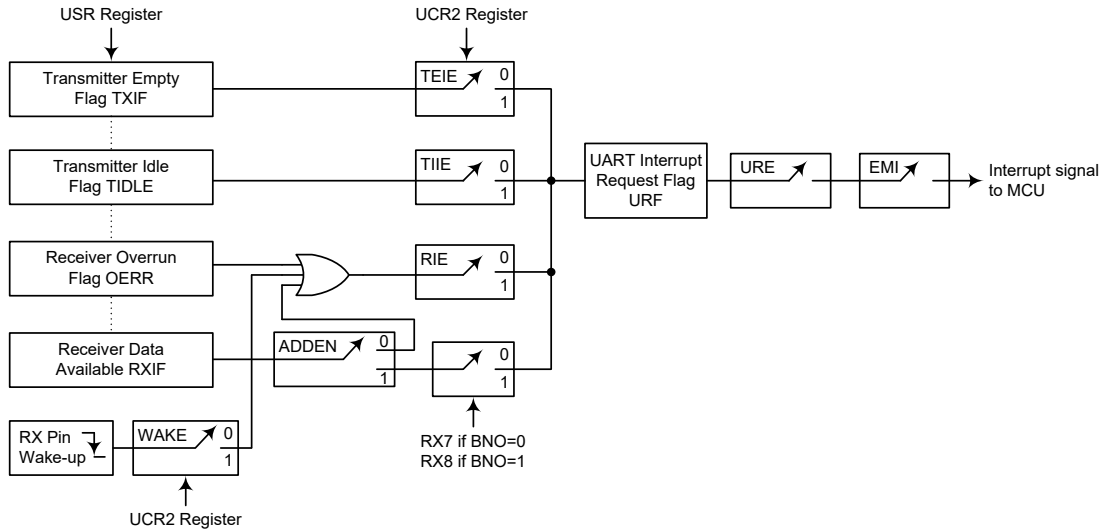 USR Register
UCR2 Register
Transmitter Empty
Flag TXIF
TEIE
0
1
Transmitter Idle
Flag TIDLE
TIIE
0
1
UART Interrupt
Request Flag
URF
URE
EMI
Interrupt signal
to MCU
Receiver Overrun
Flag OERR
RIE
0
1
Receiver Data
Available RXIF
ADDEN
0
1
0
1
RX Pin
Wake-up
WAKE
0
1
RX7 if BNO=0
RX8 if BNO=1
UCR2 Register